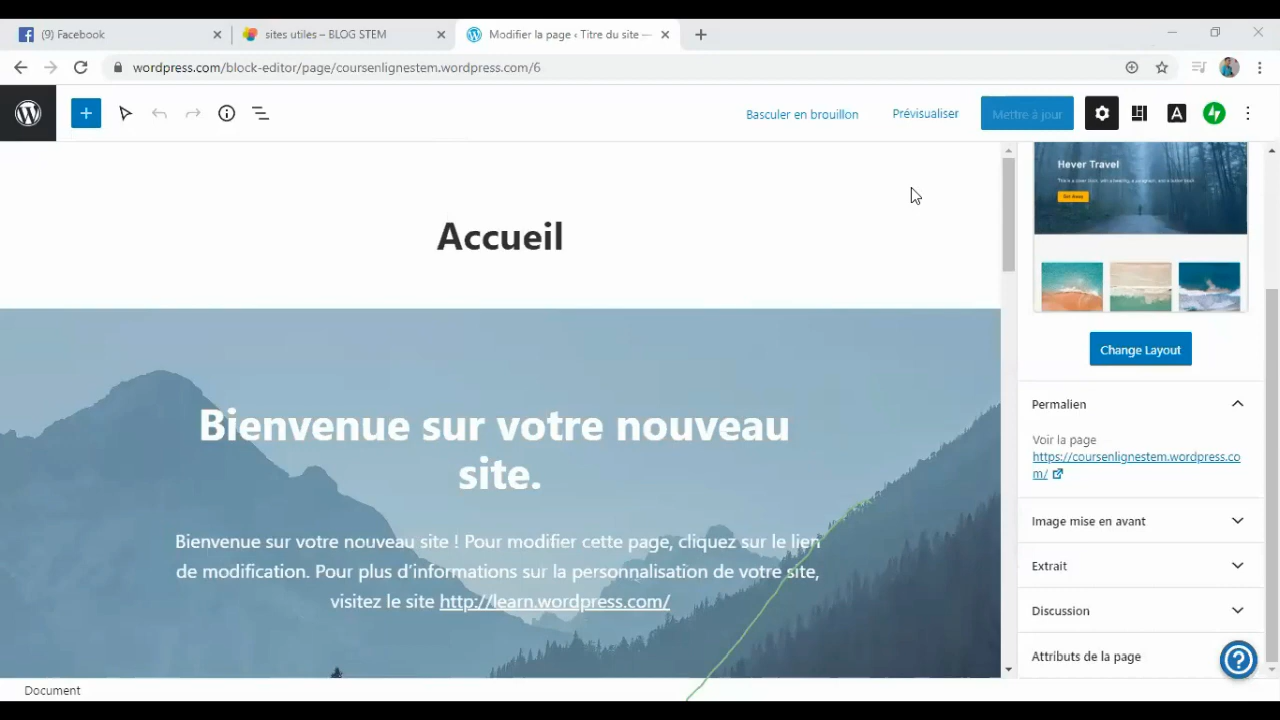 (9) Facebook
sites utiles – BLOG STEM
Modifier la page ‹ Titre du site —
wordpress.com/block-editor/page/coursenlignestem.wordpress.com/6
Basculer en brouillon
Prévisualiser
Mettre à jour
Accueil
Bienvenue sur votre nouveau
site.
Bienvenue sur votre nouveau site ! Pour modifier cette page, cliquez sur le lien
de modification. Pour plus d’informations sur la personnalisation de votre site,
visitez le site http://learn.wordpress.com/
Hever Travel
Change Layout
Permalien
Voir la page
https://coursenlignestem.wordpress.co
m/
Image mise en avant
Extrait
Discussion
Attributs de la page
Document